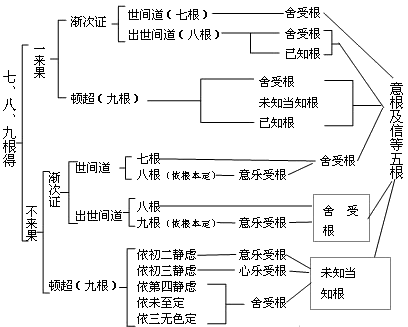 七、八、九根得
一来果
渐次证
世间道（七根）
舍受根
出世间道（八根）
舍受根
已知根
顿超（九根）
舍受根
未知当知根
已知根
意根及信等五根
不来果
渐次证
世间道
七根
舍受根
八根（依根本定）
意乐受根
出世间道
八根
舍 受
根
九根（依根本定）
意乐受根
顿超（九根）
依初二静虑
意乐受根
依初三静虑
心乐受根
依第四静虑
依未至定
依三无色定
舍受根
未知当
知根